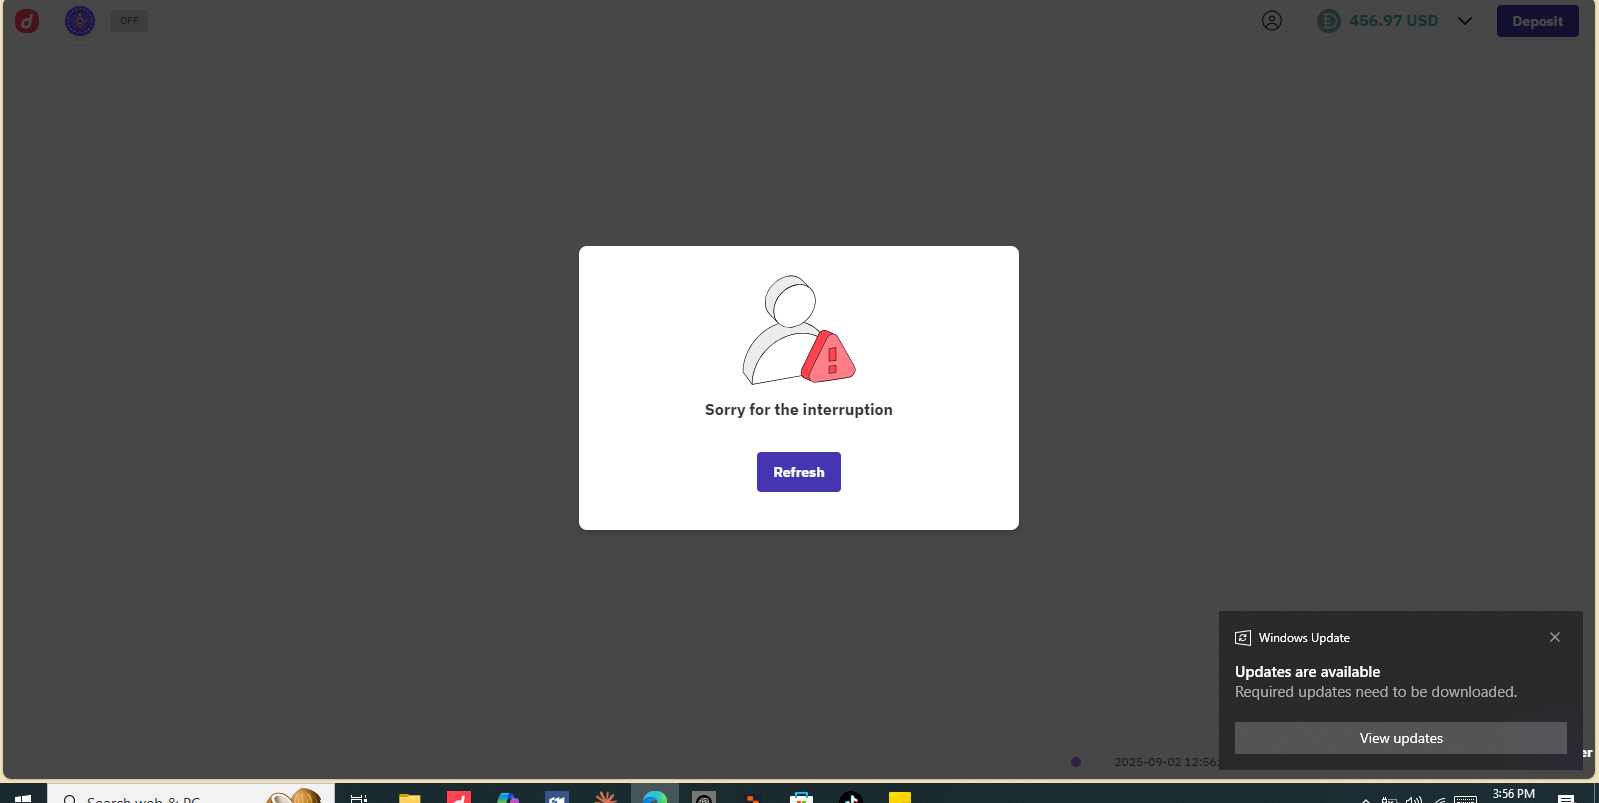 OFF
456.97 USD
Deposit
Sorry for the interruption
Refresh
Windows Update
Updates are available
Required updates need to be downloaded.
View updates
2025-09-02 12:56:
er
Search web & PC
3:56 PM